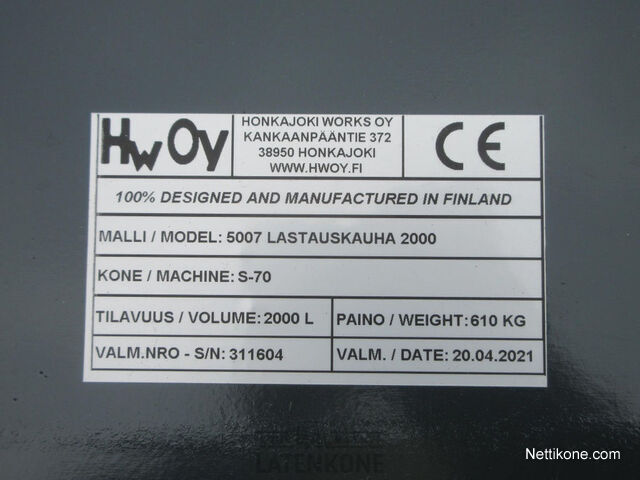 HwOy
HONKAJOKI WORKS OY
KANKAANPÄÄNTIE 372
38950 HONKAJOKI
WWW.HWOY.FI
CE
100% DESIGNED AND MANUFACTURED IN FINLAND
MALLI / MODEL: 5007 LASTAUSKAUHA 2000
KONE / MACHINE: S-70
TILAVUUS / VOLUME: 2000 L
PAINO / WEIGHT: 610 KG
VALM.NRO - S/N: 311604
VALM. / DATE: 20.04.2021
LATENKONE
Nettikone.com